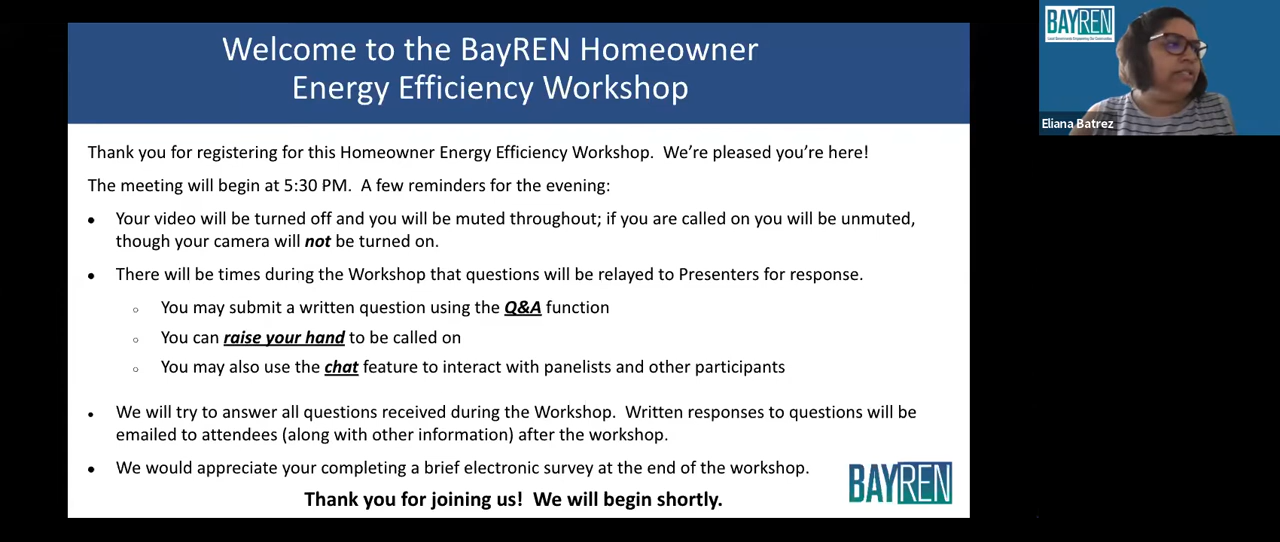 Welcome to the BayREN Homeowner
Energy Efficiency Workshop
Thank you for registering for this Homeowner Energy Efficiency Workshop.  We're pleased you're here!
The meeting will begin at 5:30 PM.  A few reminders for the evening:
• Your video will be turned off and you will be muted throughout; if you are called on you will be unmuted,
though your camera will not be turned on.
• There will be times during the Workshop that questions will be relayed to Presenters for response.
○ You may submit a written question using the Q&A function
○ You can raise your hand to be called on
○ You may also use the chat feature to interact with panelists and other participants
• We will try to answer all questions received during the Workshop.  Written responses to questions will be
emailed to attendees (along with other information) after the workshop.
• We would appreciate your completing a brief electronic survey at the end of the workshop.
Thank you for joining us!  We will begin shortly.
BAYREN
BAYREN
Eliana Batrez